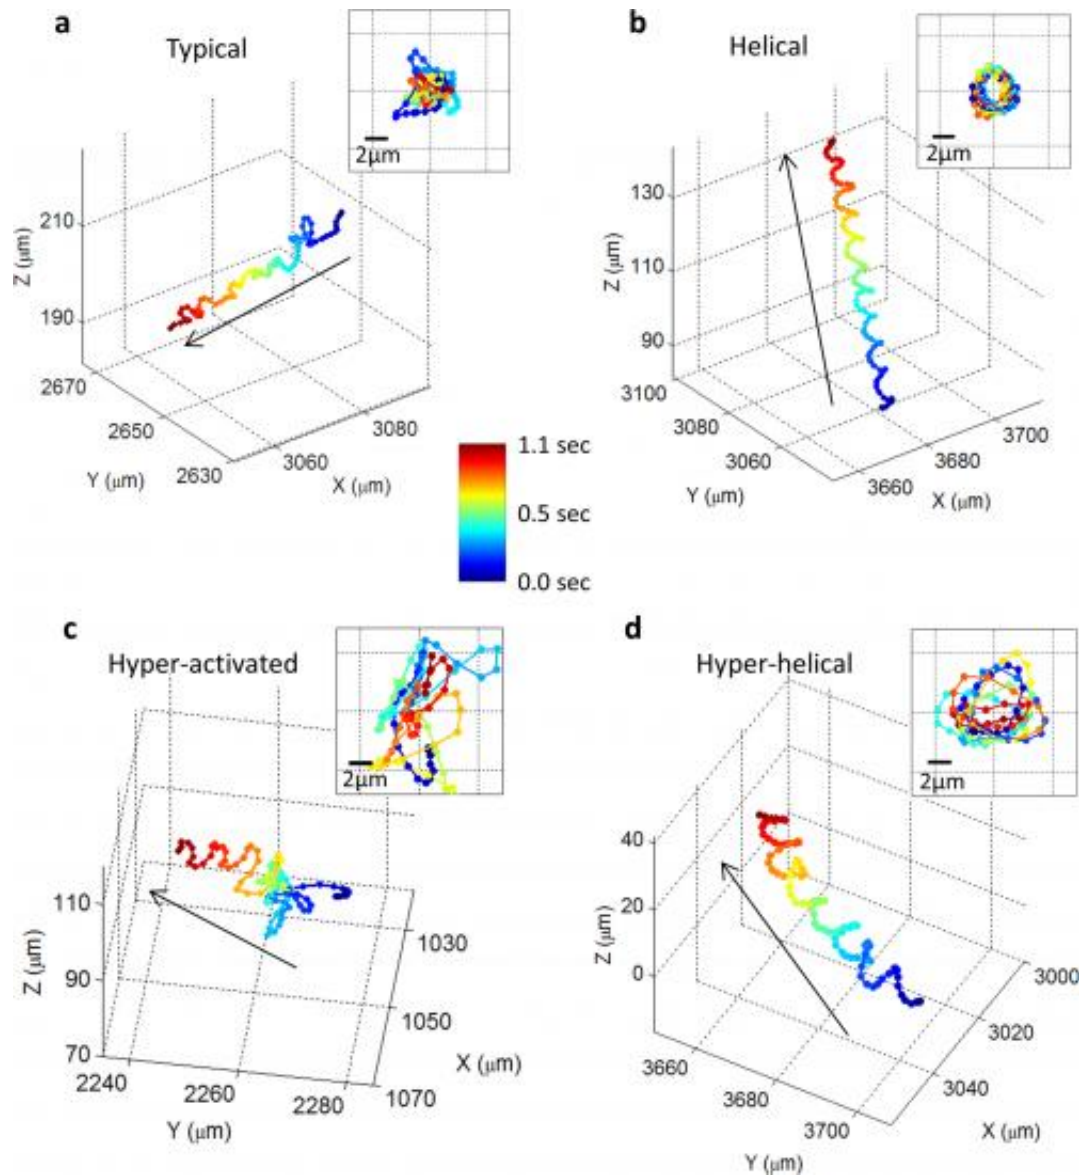 a
Typical
2μm
210
190
Z (μm)
2670
2650
2630
Y (μm)
3060
3080
X (μm)
b
Helical
2μm
130
110
90
Z (μm)
3100
3080
3060
Y (μm)
3660
3680
3700
X (μm)
1.1 sec
0.5 sec
0.0 sec
c
Hyper-activated
2μm
110
90
70
Z (μm)
2240
2260
2280
Y (μm)
1030
1050
1070
X (μm)
d
Hyper-helical
2μm
40
20
0
Z (μm)
3660
3680
3700
Y (μm)
3000
3020
3040
X (μm)